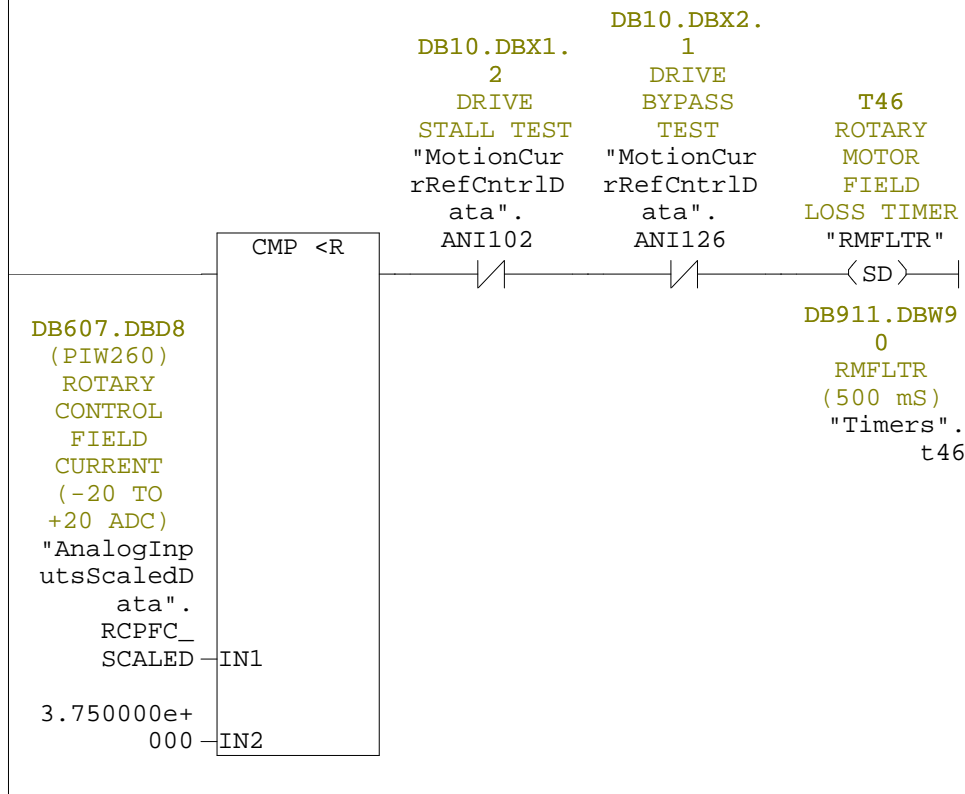 DB10.DBX1.
2
DRIVE
STALL TEST
"MotionCur
rRefCntrlD
ata".
ANI102
DB10.DBX2.
1
DRIVE
BYPASS
TEST
"MotionCur
rRefCntrlD
ata".
ANI126
T46
ROTARY
MOTOR
FIELD
LOSS TIMER
"RMFLTR"
CMP <R
SD
DB607.DBD8
(PIW260)
ROTARY
CONTROL
FIELD
CURRENT
(-20 TO
+20 ADC)
"AnalogInp
utsScaledD
ata".
RCPFC_
SCALED
IN1
3.750000e+
000
IN2
DB911.DBW9
0
RMFLTR
(500 mS)
"Timers".
t46